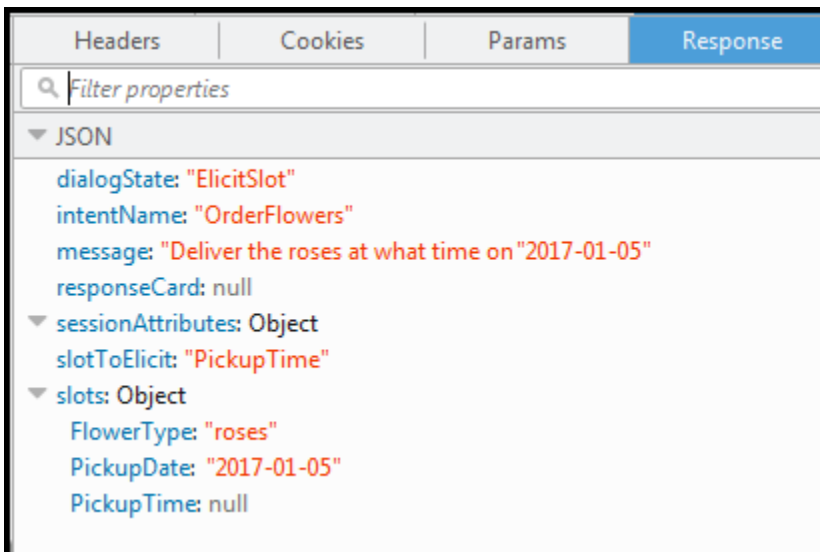 Headers Cookies Params Response
Filter properties
JSON
dialogState: "ElicitSlot"
intentName: "OrderFlowers"
message: "Deliver the roses at what time on "2017-01-05"
responseCard: null
sessionAttributes: Object
slotToElicit: "PickupTime"
slots: Object
FlowerType: "roses"
PickupDate: "2017-01-05"
PickupTime: null